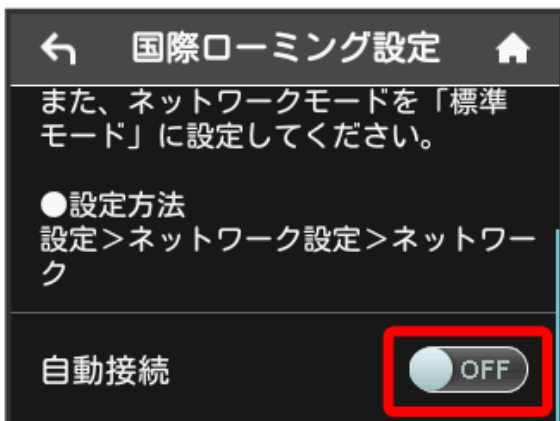 国際ローミング設定
また、ネットワークモードを「標準
モード」に設定してください。
●設定方法
設定＞ネットワーク設定＞ネットワー
ク
自動接続
OFF